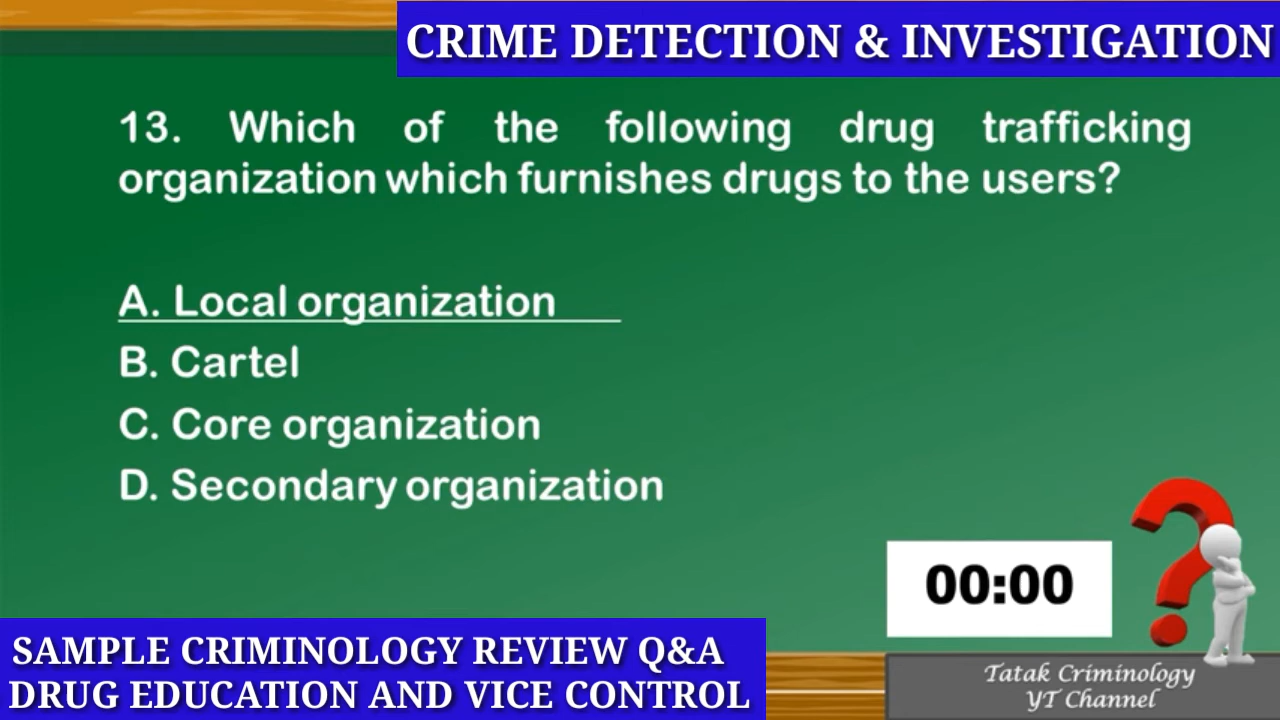 CRIME DETECTION & INVESTIGATION
13. Which of the following drug trafficking
organization which furnishes drugs to the users?
A. Local organization
B. Cartel
C. Core organization
D. Secondary organization
00:00
SAMPLE CRIMINOLOGY REVIEW Q&A
DRUG EDUCATION AND VICE CONTROL
Tatak Criminology
YT Channel